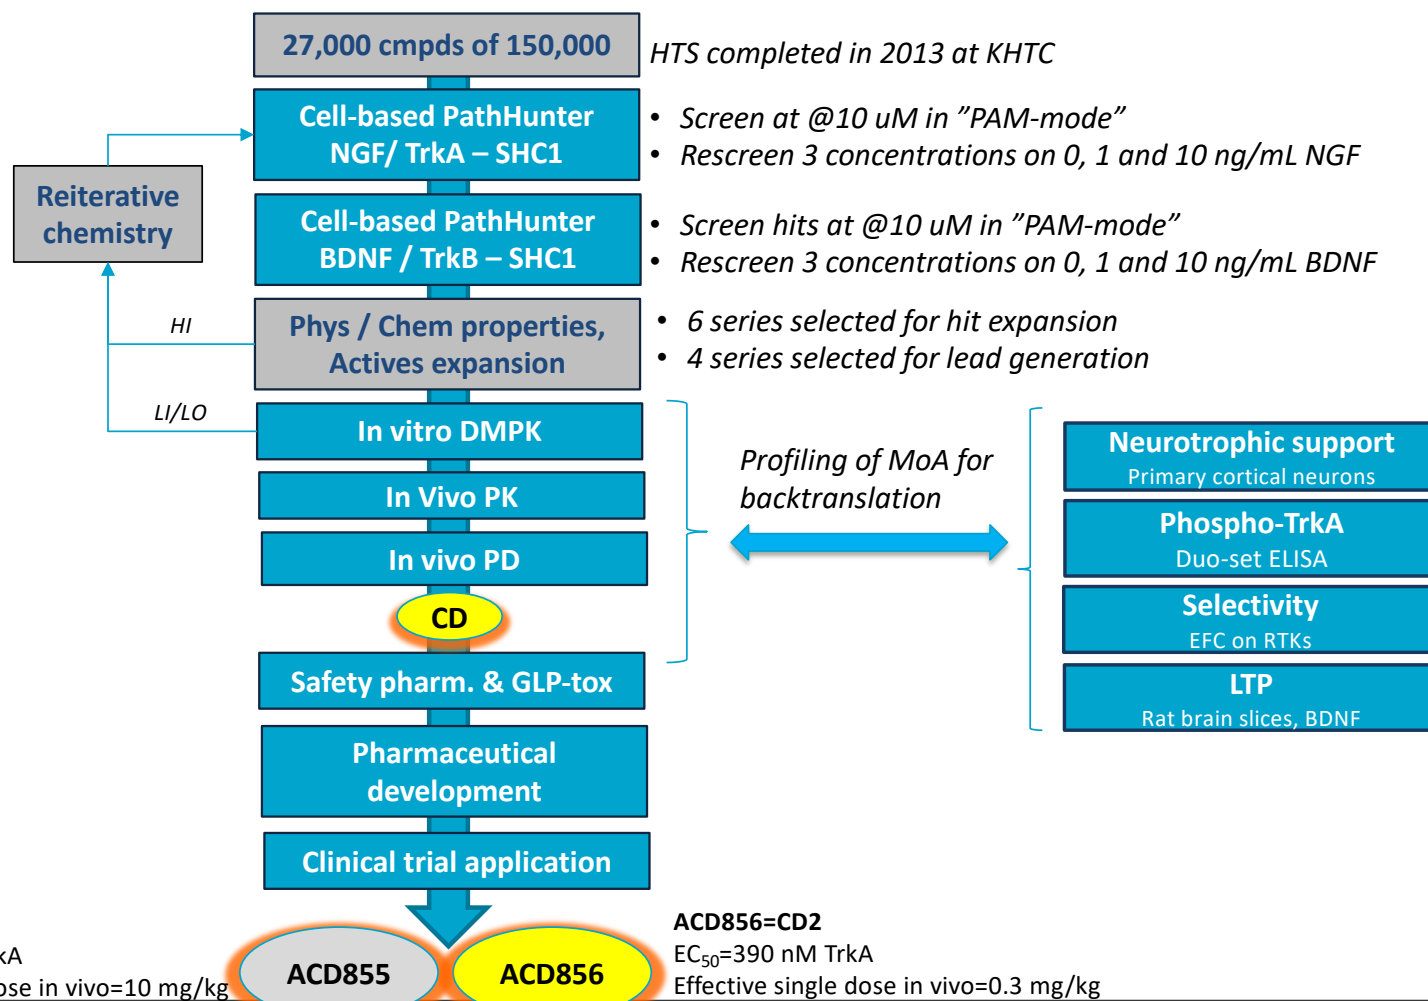 27,000 cmpds of 150,000
HTS completed in 2013 at KHTC
Cell-based PathHunter
NGF/ TrkA – SHC1
• Screen at @10 uM in ”PAM-mode”
• Rescreen 3 concentrations on 0, 1 and 10 ng/mL NGF
Reiterative
chemistry
Cell-based PathHunter
BDNF / TrkB – SHC1
• Screen hits at @10 uM in ”PAM-mode”
• Rescreen 3 concentrations on 0, 1 and 10 ng/mL BDNF
HI
Phys / Chem properties,
Actives expansion
• 6 series selected for hit expansion
• 4 series selected for lead generation
LI/LO
In vitro DMPK
In Vivo PK
In vivo PD
CD
Safety pharm. & GLP-tox
Pharmaceutical
development
Clinical trial application
Profiling of MoA for
backtranslation
Neurotrophic support
Primary cortical neurons
Phospho-TrkA
Duo-set ELISA
Selectivity
EFC on RTKs
LTP
Rat brain slices, BDNF
ose in vivo=10 mg/kg
ACD855
ACD856
ACD856=CD2
EC₅₀=390 nM TrkA
Effective single dose in vivo=0.3 mg/kg